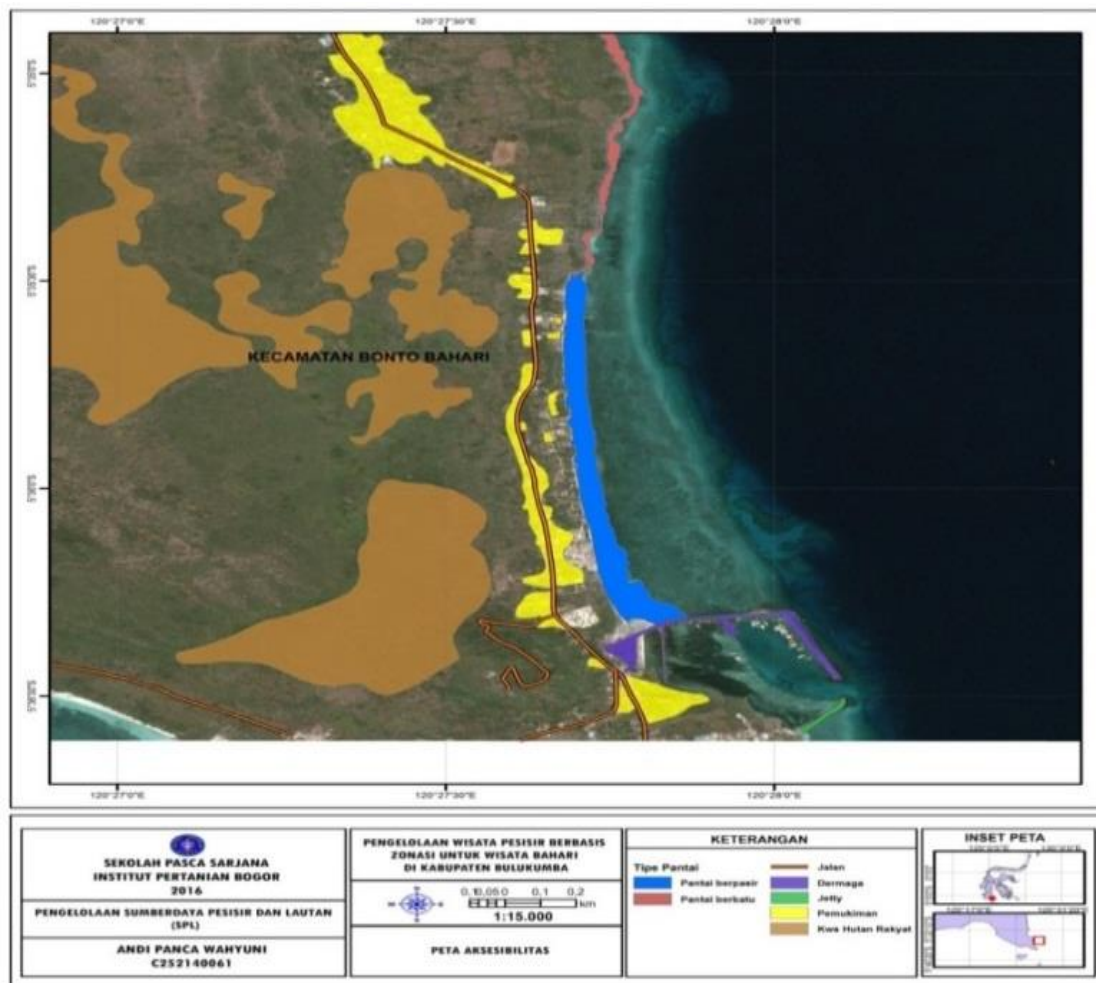 120°27'0"E 120°27'30"E 120°28'0"E
KECAMATAN BONTO BAHARI
120°27'0"E 120°27'30"E 120°28'0"E
SEKOLAH PASCA SARJANA
INSTITUT PERTANIAN BOGOR
2016
PENGELOLAAN SUMBERDAYA PESISIR DAN LAUTAN
(SPL)
ANDI PANCA WAHYUNI
C252140061
PENGELOLAAN WISATA PESISIR BERBASIS
ZONASI UNTUK WISATA BAHARI
DI KABUPATEN BULUKUMBA
0,1 0,05 0 0,1 0,2
km
1:15.000
PETA AKSESIBILITAS
KETERANGAN
Tipe Pantai
Pantai berpasir
Pantai berbatu
Jalan
Dermaga
Jetty
Pemukiman
Kws Hutan Rakyat
INSET PETA